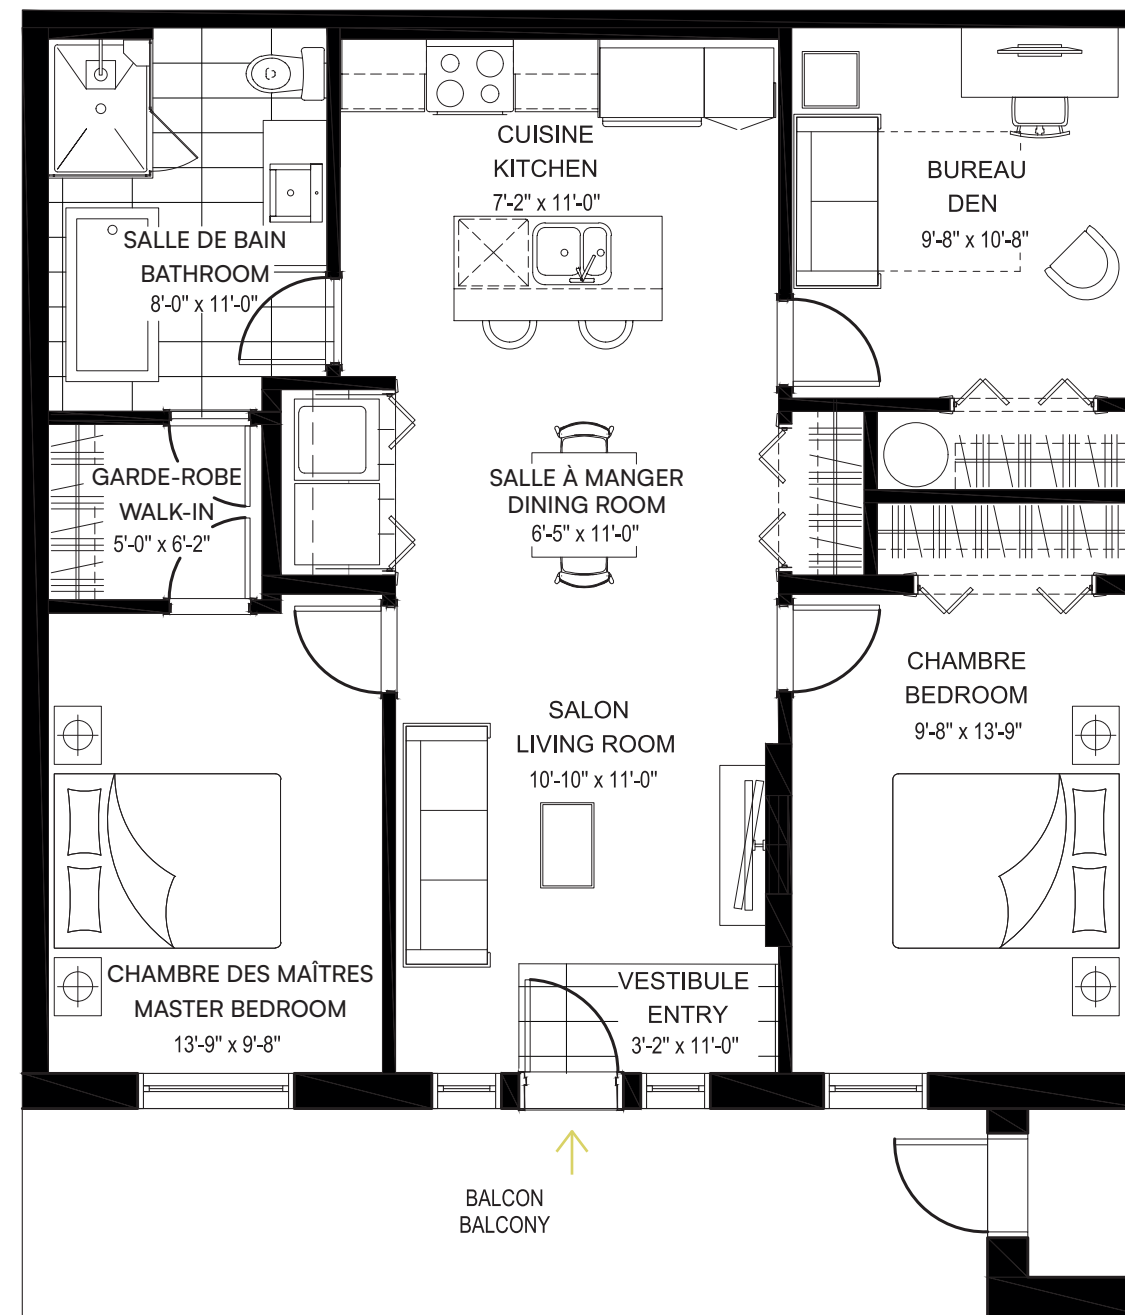 CUISINE
KITCHEN
7'-2" x 11'-0"
BUREAU
DEN
9'-8" x 10'-8"
SALLE DE BAIN
BATHROOM
8'-0" x 11'-0"
GARDE-ROBE
WALK-IN
5'-0" x 6'-2"
SALLE À MANGER
DINING ROOM
6'-5" x 11'-0"
CHAMBRE
BEDROOM
9'-8" x 13'-9"
SALON
LIVING ROOM
10'-10" x 11'-0"
CHAMBRE DES MAÎTRES
MASTER BEDROOM
13'-9" x 9'-8"
VESTIBULE
ENTRY
3'-2" x 11'-0"
BALCON
BALCONY